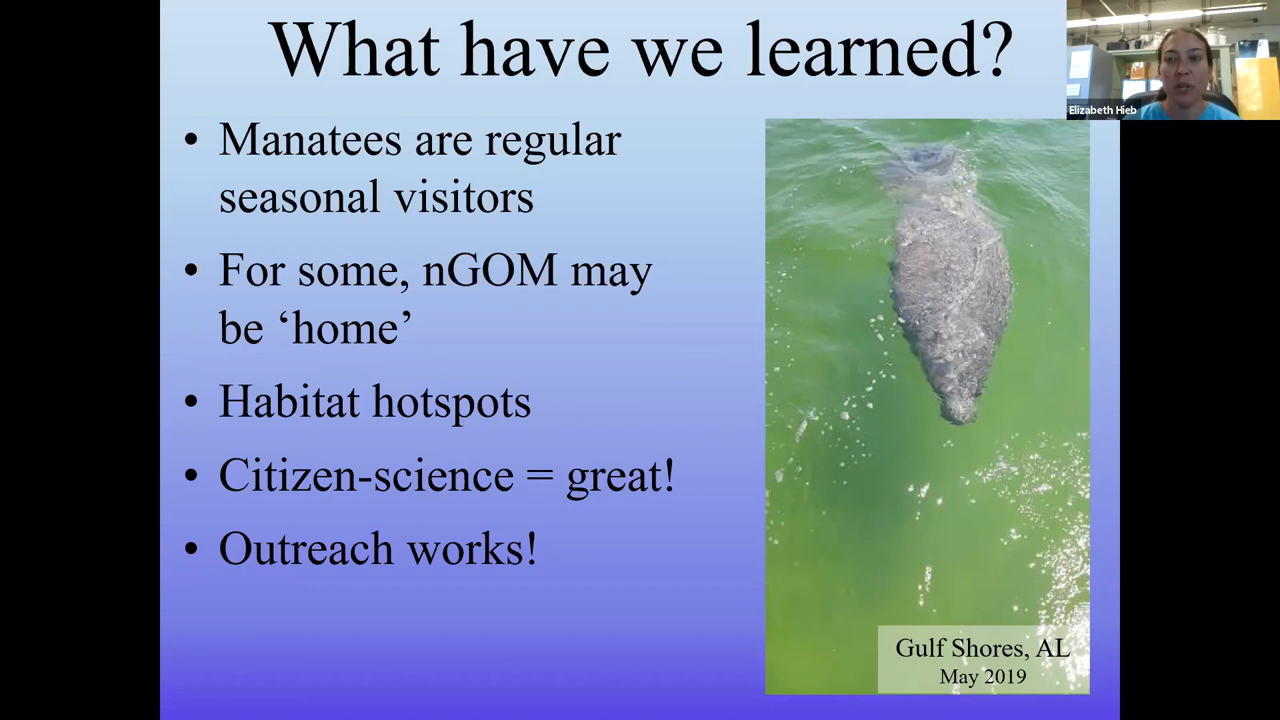 What have we learned?
Elizabeth Hieb
• Manatees are regular
seasonal visitors
• For some, nGOM may
be ‘home’
• Habitat hotspots
• Citizen-science = great!
• Outreach works!
Gulf Shores, AL
May 2019